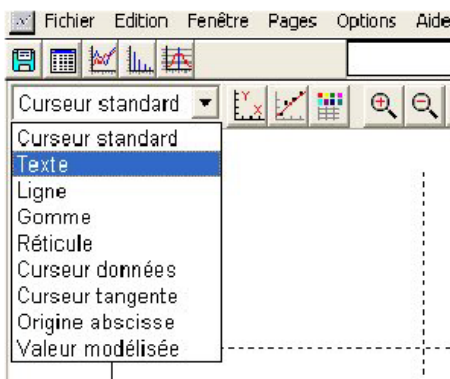 Fichier Edition Fenêtre Pages Options Aide
Curseur standard
Curseur standard
Texte
Ligne
Gomme
Réticule
Curseur données
Curseur tangente
Origine abscisse
Valeur modélisée